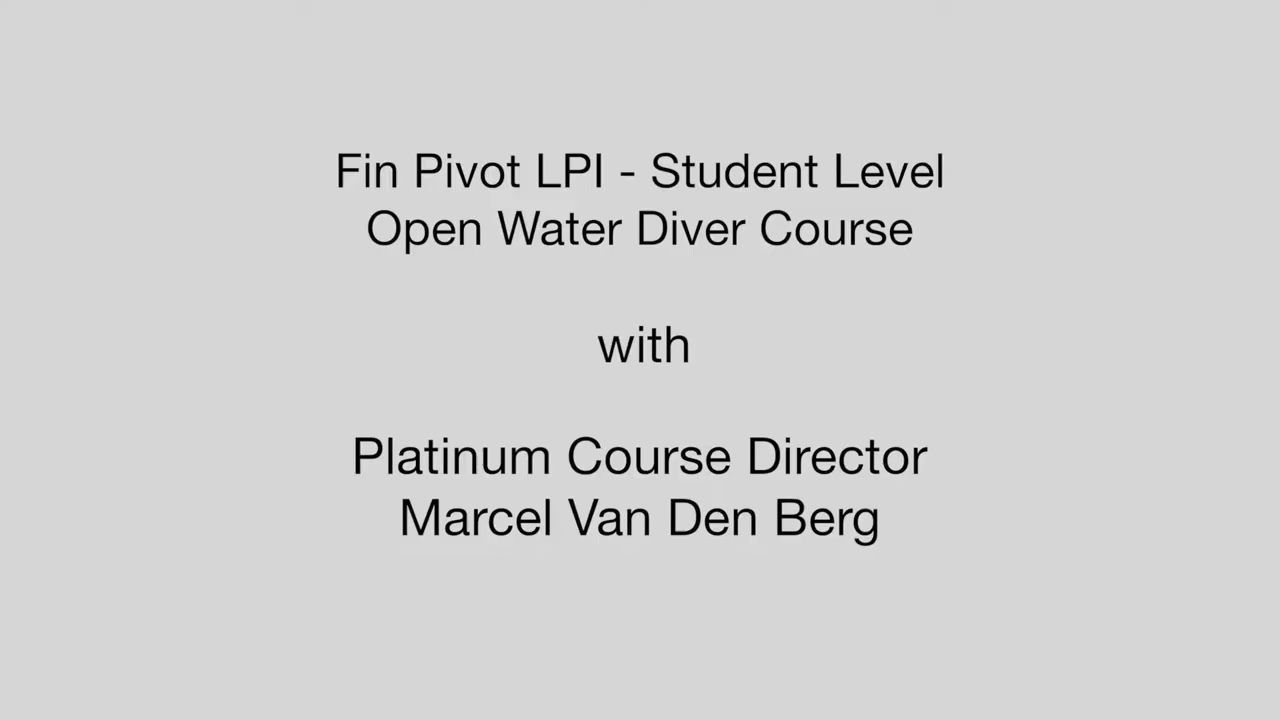 Fin Pivot LPI - Student Level
Open Water Diver Course
with
Platinum Course Director
Marcel Van Den Berg